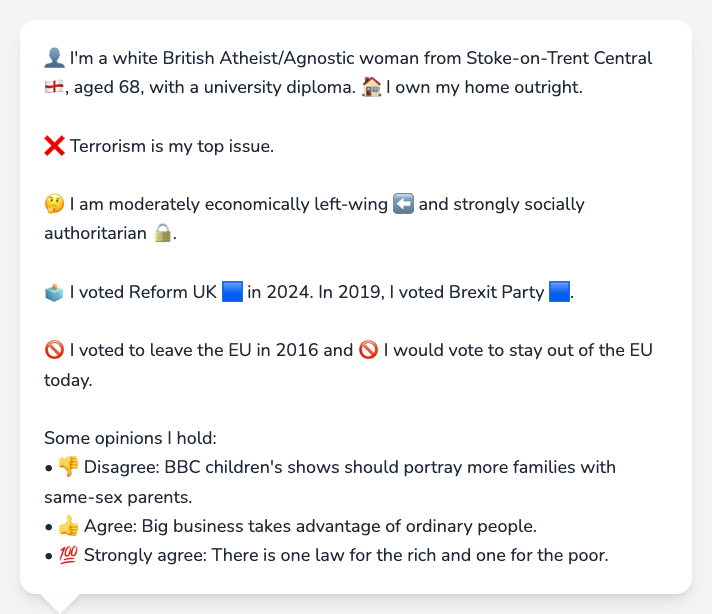 👤 I'm a white British Atheist/Agnostic woman from Stoke-on-Trent Central
🏴󠁧󠁢󠁥󠁮󠁧󠁿, aged 68, with a university diploma. 🏠 I own my home outright.
❌ Terrorism is my top issue.
🤔 I am moderately economically left-wing ⬅️ and strongly socially
authoritarian 🔒.
🗳️ I voted Reform UK 🟦 in 2024. In 2019, I voted Brexit Party 🟦.
🚫 I voted to leave the EU in 2016 and 🚫 I would vote to stay out of the EU
today.
Some opinions I hold:
• 👎 Disagree: BBC children's shows should portray more families with
same-sex parents.
• 👍 Agree: Big business takes advantage of ordinary people.
• 💯 Strongly agree: There is one law for the rich and one for the poor.